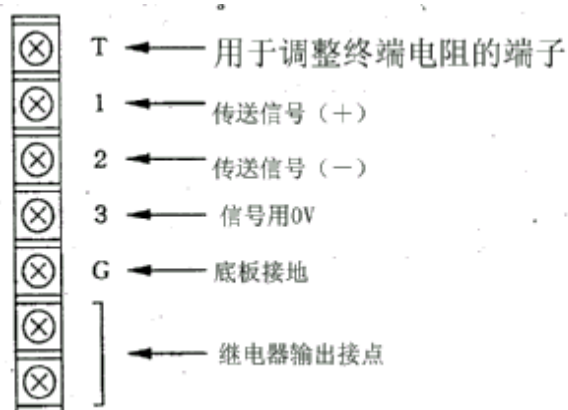 T 用于调整终端电阻的端子
1 传送信号（＋）
2 传送信号（－）
3 信号用0V
G 底板接地
继电器输出接点